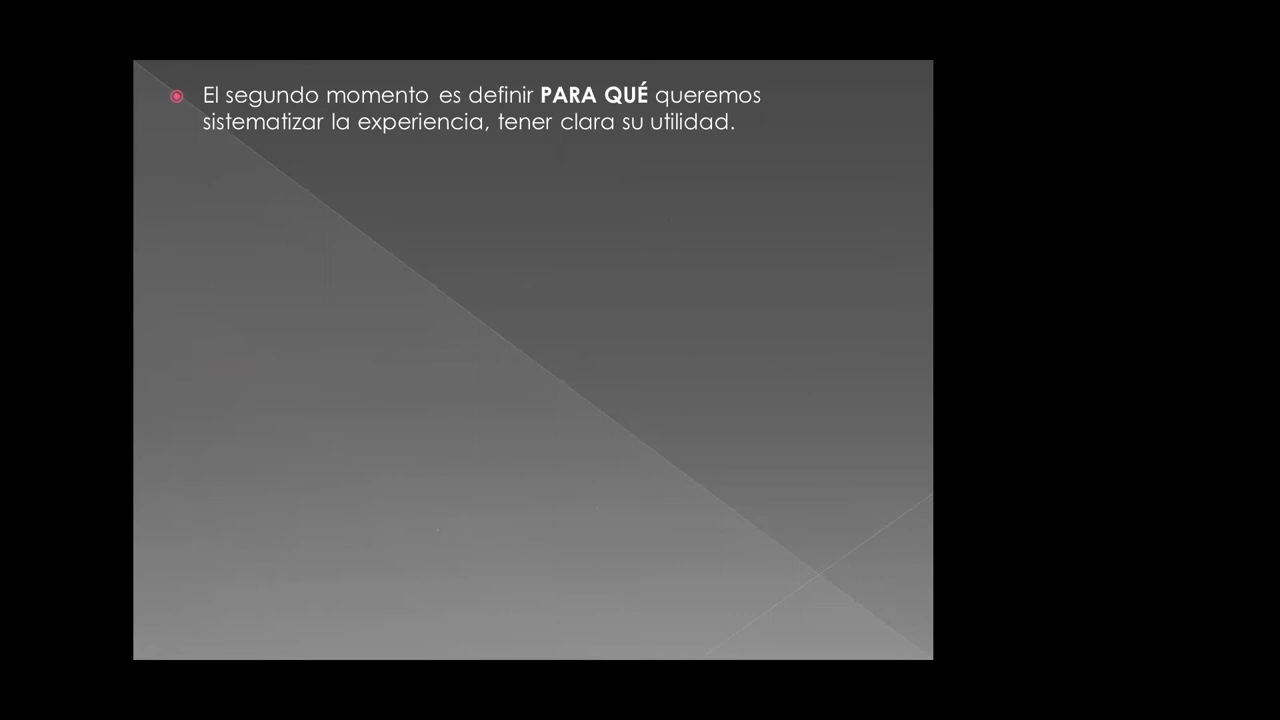 El segundo momento es definir PARA QUÉ queremos
sistematizar la experiencia, tener clara su utilidad.